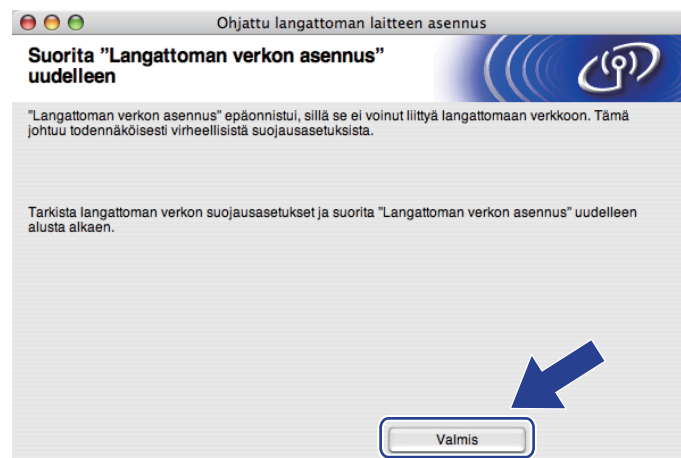 Ohjattu langattoman laitteen asennus
Suorita ”Langattoman verkon asennus”
uudelleen
"Langattoman verkon asennus" epäonnistui, sillä se ei voinut liittyä langattomaan verkkoon. Tämä
johtuu todennäköisesti virheellisistä suojausasetuksista.
Tarkista langattoman verkon suojausasetukset ja suorita "Langattoman verkon asennus" uudelleen
alusta alkaen.
Valmis